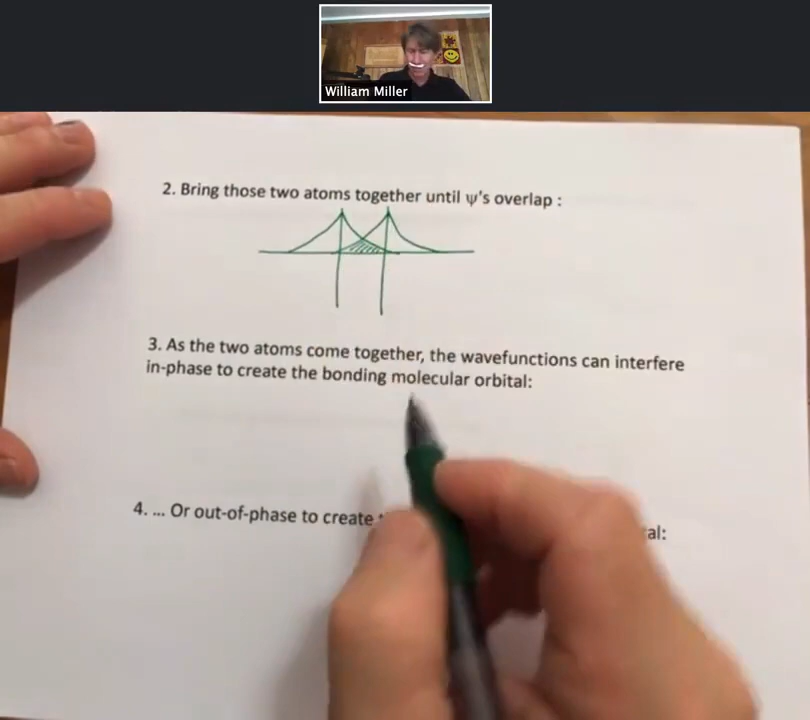 William Miller
2. Bring those two atoms together until ψ's overlap :
3. As the two atoms come together, the wavefunctions can interfere
in-phase to create the bonding molecular orbital:
4. ... Or out-of-phase to create al: